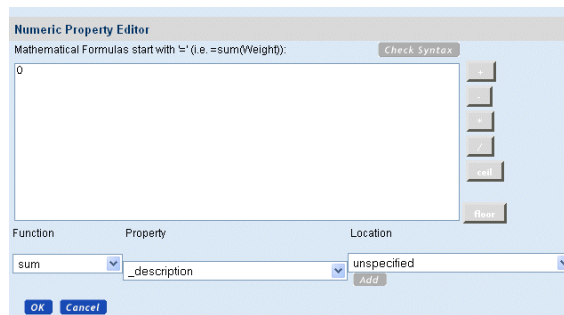 Numeric Property Editor
Mathematical Formulas start with '=' (i.e. =sum(Weight)):
Check Syntax
0
+
-
*
/
ceil
floor
Function Property Location
sum _description unspecified
Add
OK Cancel